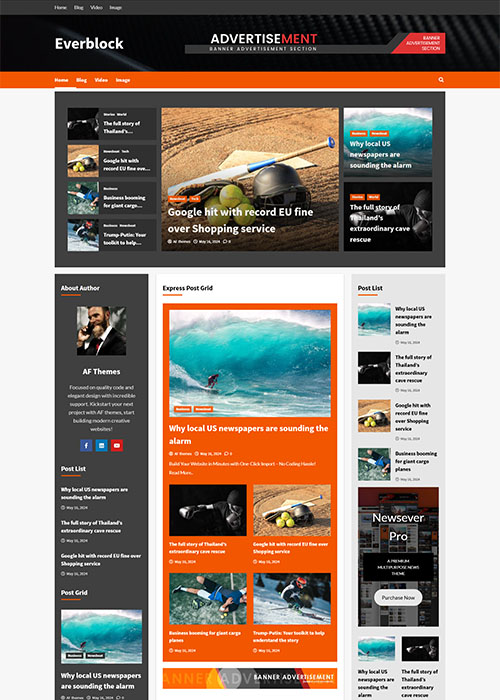 Home Blog Video Image
Everblock
ADVERTISEMENT
BANNER ADVERTISEMENT SECTION
BANNER
ADVERTISEMENT
SECTION
Home Blog Video Image
Stories World
The full story of
Thailand's...
Newsbeat Tech
Google hit with
record EU fine...
Business
Business booming
for giant cargo...
Business Newsbeat
Trump-Putin: Your
toolkit to help...
Newsbeat Tech
Google hit with record EU fine
over Shopping service
AF themes May 16, 2024 0
Business Newsbeat
Why local US
newspapers are
sounding the alarm
Stories World
The full story of
Thailand's
extraordinary cave
rescue
About Author
AF Themes
Focused on quality code and
elegant design with incredible
support. Kickstart your next
project with AF themes, start
building modern creative
websites!
Post List
Why local US newspapers are
sounding the alarm
May 16, 2024
The full story of Thailand's
extraordinary cave rescue
May 16, 2024
Google hit with record EU fine over
Shopping service
May 16, 2024
Post Grid
Business Newsbeat
Why local US newspapers are
sounding the alarm
AF themes May 16, 2024 0
Express Post Grid
Business Newsbeat
Why local US newspapers are sounding the
alarm
AF themes May 16, 2024 0
Build Your Website in Minutes with One-Click Import – No Coding Hassle!
Read More..
The full story of Thailand's
extraordinary cave rescue
Google hit with record EU fine over
Shopping service
Business booming for giant cargo
planes
Trump-Putin: Your toolkit to help
understand the story
BANNER ADVERTISEMENT
Post List
Why local US
newspapers are
sounding the
alarm
May 16, 2024
The full story of
Thailand's
extraordinary
cave rescue
May 16, 2024
Google hit with
record EU fine
over Shopping
service
May 16, 2024
Business
booming for
giant cargo
planes
May 16, 2024
Newsever
Pro
A PREMIUM
MULTIPURPOSE NEWS
THEME
Purchase Now
Why local US
newspapers are
sounding the
The full story of
Thailand's
extraordinary